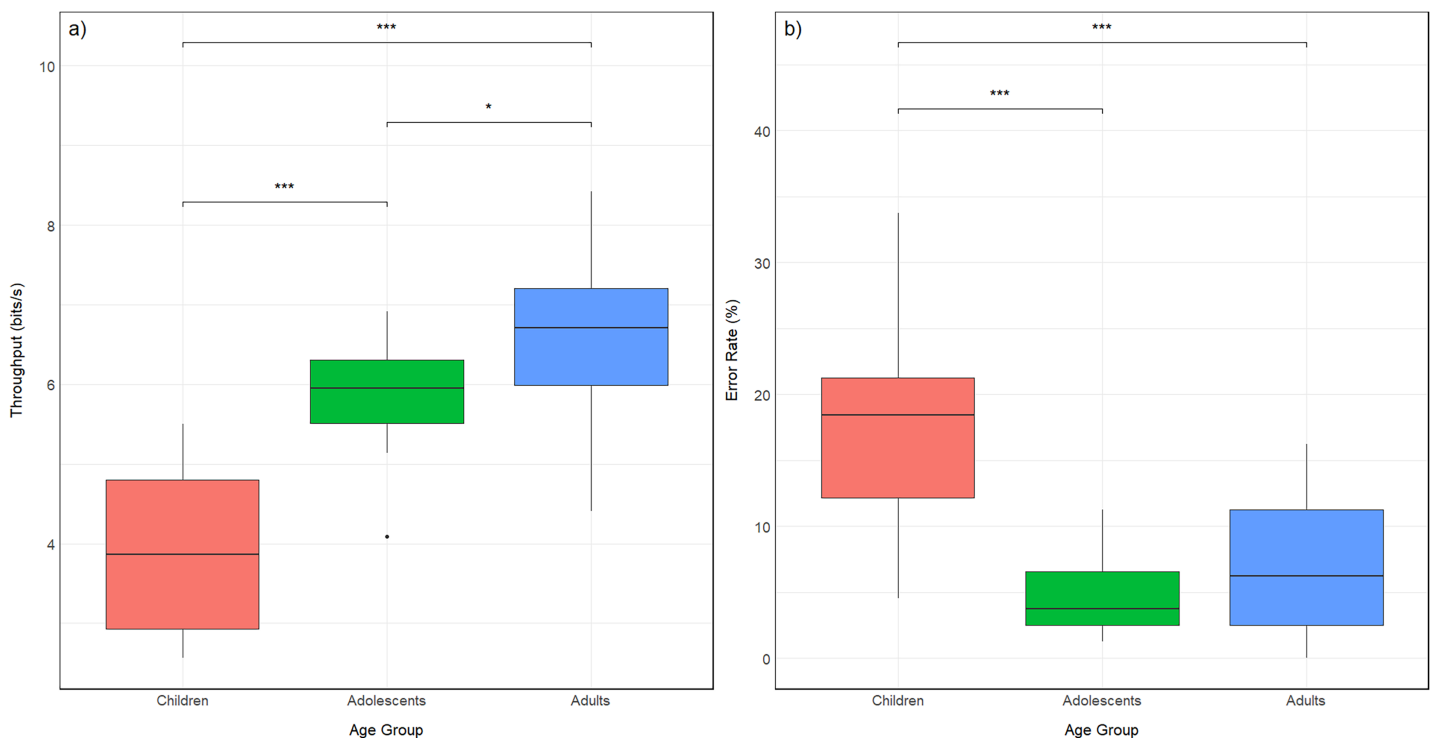 a)
***
10
*
***
8
6
4
Throughput (bits/s)
Children Adolescents Adults
Age Group
b)
***
***
40
30
20
10
0
Error Rate (%)
Children Adolescents Adults
Age Group